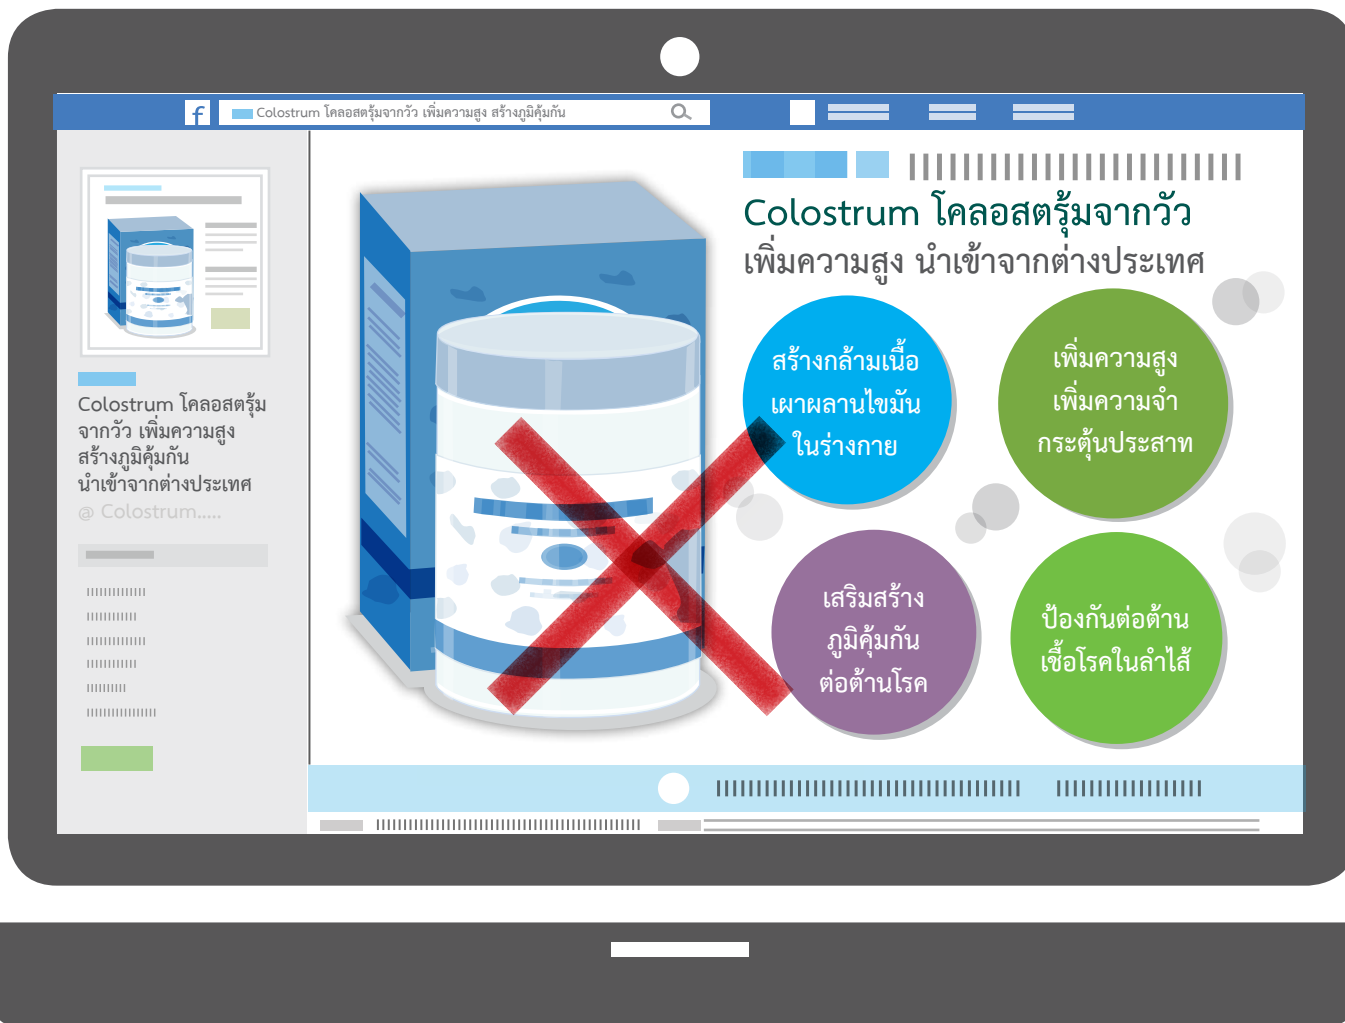 f
Colostrum โคลอสตรุ้มจากวัว เพิ่มความสูง สร้างภูมิคุ้มกัน
Colostrum โคลอสตรุ้ม
จากวัว เพิ่มความสูง
สร้างภูมิคุ้มกัน
นำเข้าจากต่างประเทศ
@ Colostrum.....
Colostrum โคลอสตรุ้มจากวัว
เพิ่มความสูง นำเข้าจากต่างประเทศ
สร้างกล้ามเนื้อ
เผาผลานไขมัน
ในร่างกาย
เพิ่มความสูง
เพิ่มความจำ
กระตุ้นประสาท
เสริมสร้าง
ภูมิคุ้มกัน
ต่อต้านโรค
ป้องกันต่อต้าน
เชื้อโรคในลำไส้